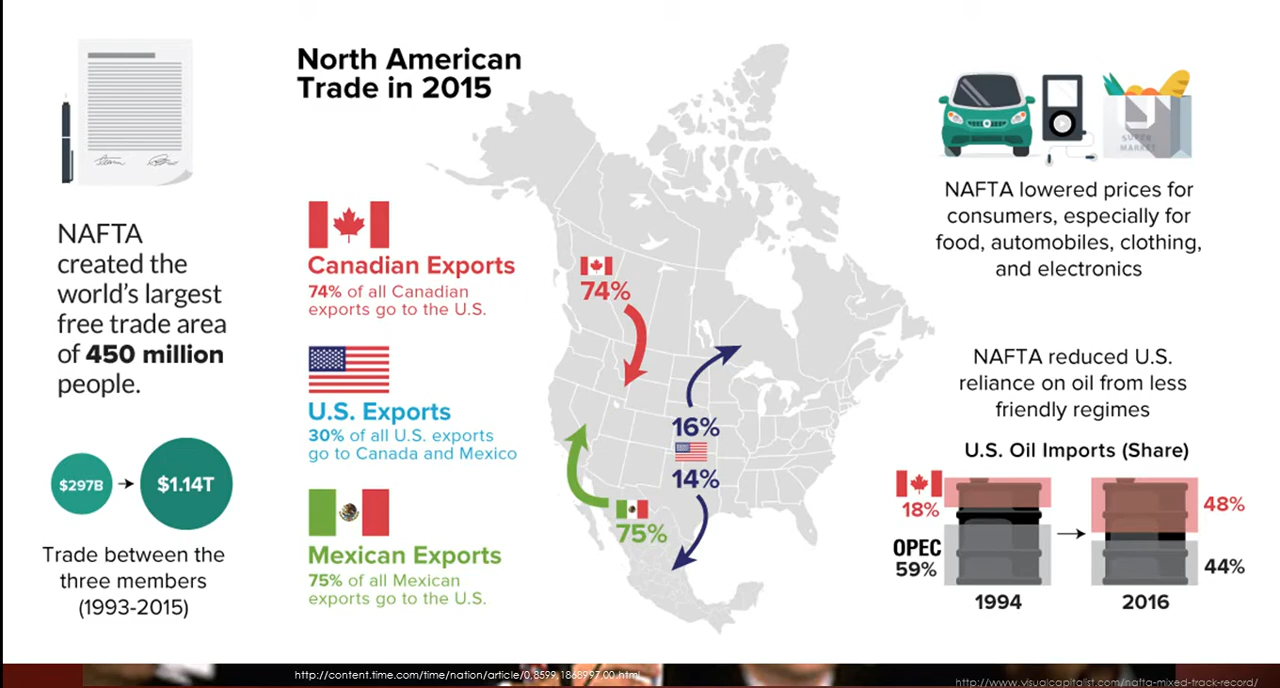 North American
Trade in 2015
NAFTA
created the
world's largest
free trade area
of 450 million
people.
$297B
$1.14T
Trade between the
three members
(1993-2015)
Canadian Exports
74% of all Canadian
exports go to the U.S.
U.S. Exports
30% of all U.S. exports
go to Canada and Mexico
Mexican Exports
75% of all Mexican
exports go to the U.S.
74%
16%
14%
75%
SUPER
MARKET
NAFTA lowered prices for
consumers, especially for
food, automobiles, clothing,
and electronics
NAFTA reduced U.S.
reliance on oil from less
friendly regimes
U.S. Oil Imports (Share)
18%
48%
OPEC
59%
44%
1994
2016
http://content.time.com/time/nation/article/0,8599,1868997,00.html
http://www.visualcapitalist.com/nafta-mixed-track-record/